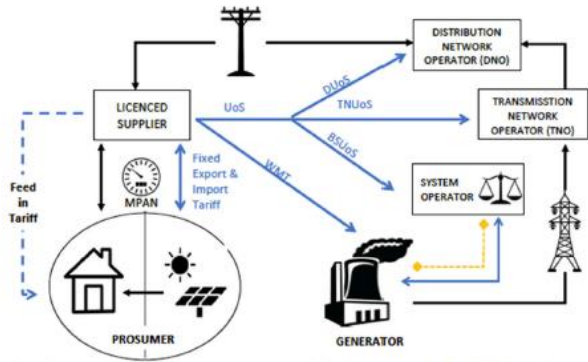 DISTRIBUTION
NETWORK
OPERATOR (DNO)
LICENCED
SUPPLIER
UoS
DUoS
TNUoS
BSUoS
WMT
TRANSMISSTION
NETWORK
OPERATOR (TNO)
Feed
in
Tariff
MPAN
Fixed
Export &
Import
Tariff
SYSTEM
OPERATOR
PROSUMER
GENERATOR